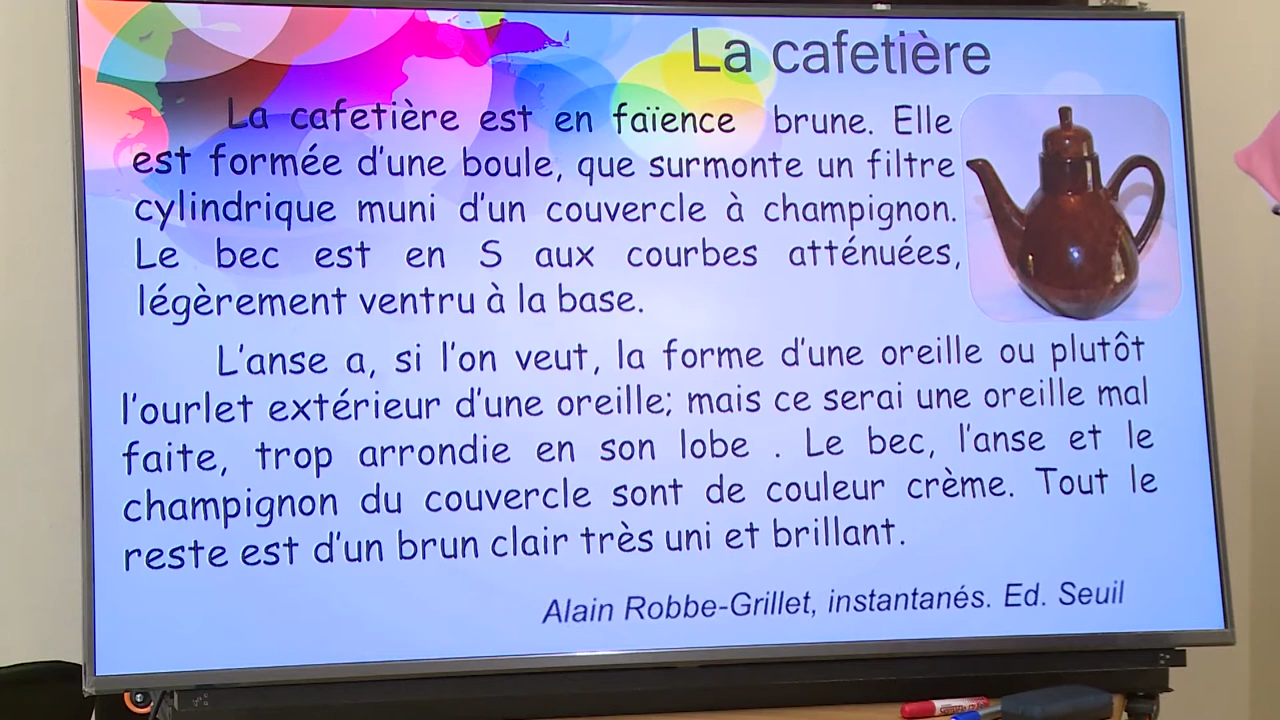 La cafetière
La cafetière est en faïence brune. Elle
est formée d'une boule, que surmonte un filtre
cylindrique muni d'un couvercle à champignon.
Le bec est en S aux courbes atténuées,
légèrement ventru à la base.
L'anse a, si l'on veut, la forme d'une oreille ou plutôt
l'ourlet extérieur d'une oreille; mais ce serai une oreille mal
faite, trop arrondie en son lobe . Le bec, l'anse et le
champignon du couvercle sont de couleur crème. Tout le
reste est d'un brun clair très uni et brillant.
Alain Robbe-Grillet, instantanés. Ed. Seuil